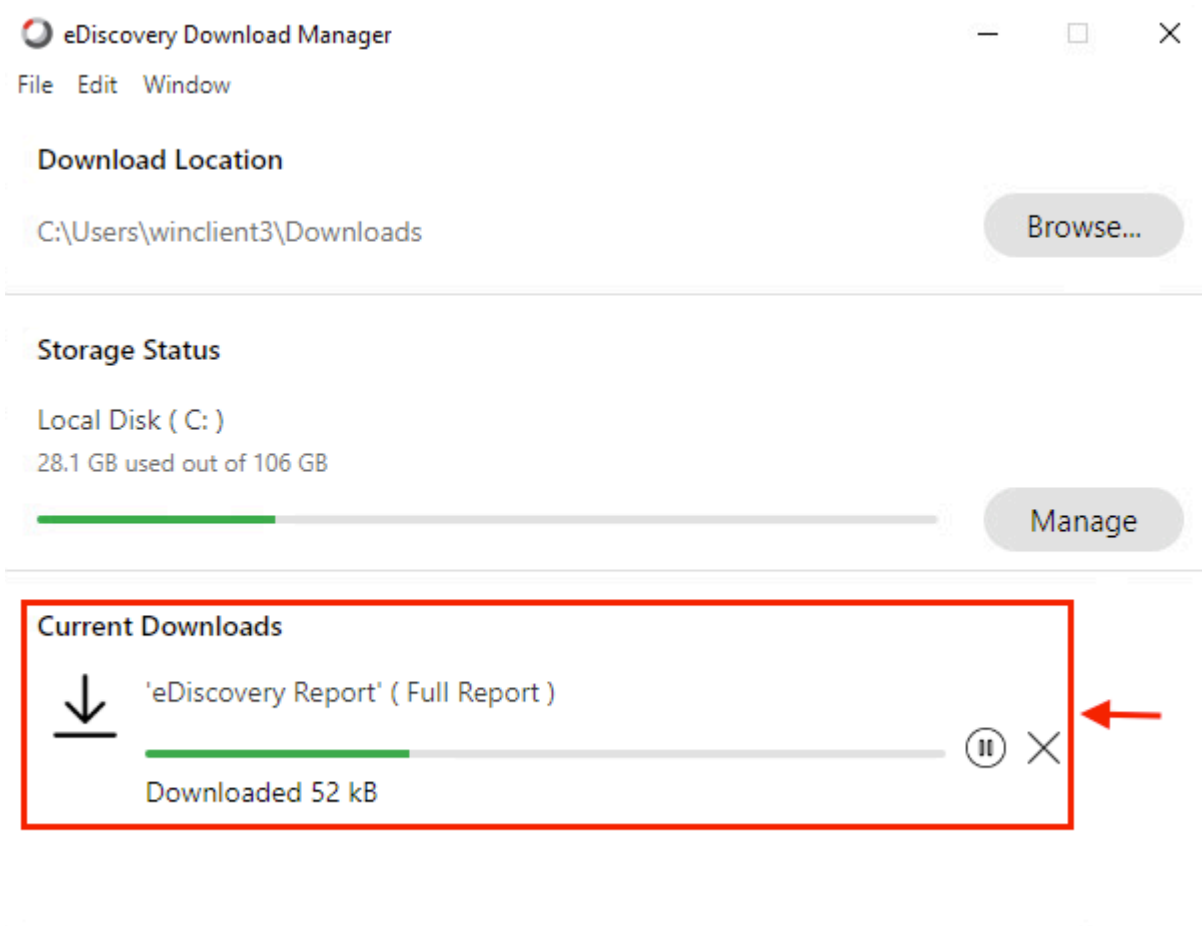 eDiscovery Download Manager
File Edit Window
Download Location
C:\Users\winclient3\Downloads
Browse...
Storage Status
Local Disk ( C: )
28.1 GB used out of 106 GB
Manage
Current Downloads
'eDiscovery Report' ( Full Report )
Downloaded 52 kB